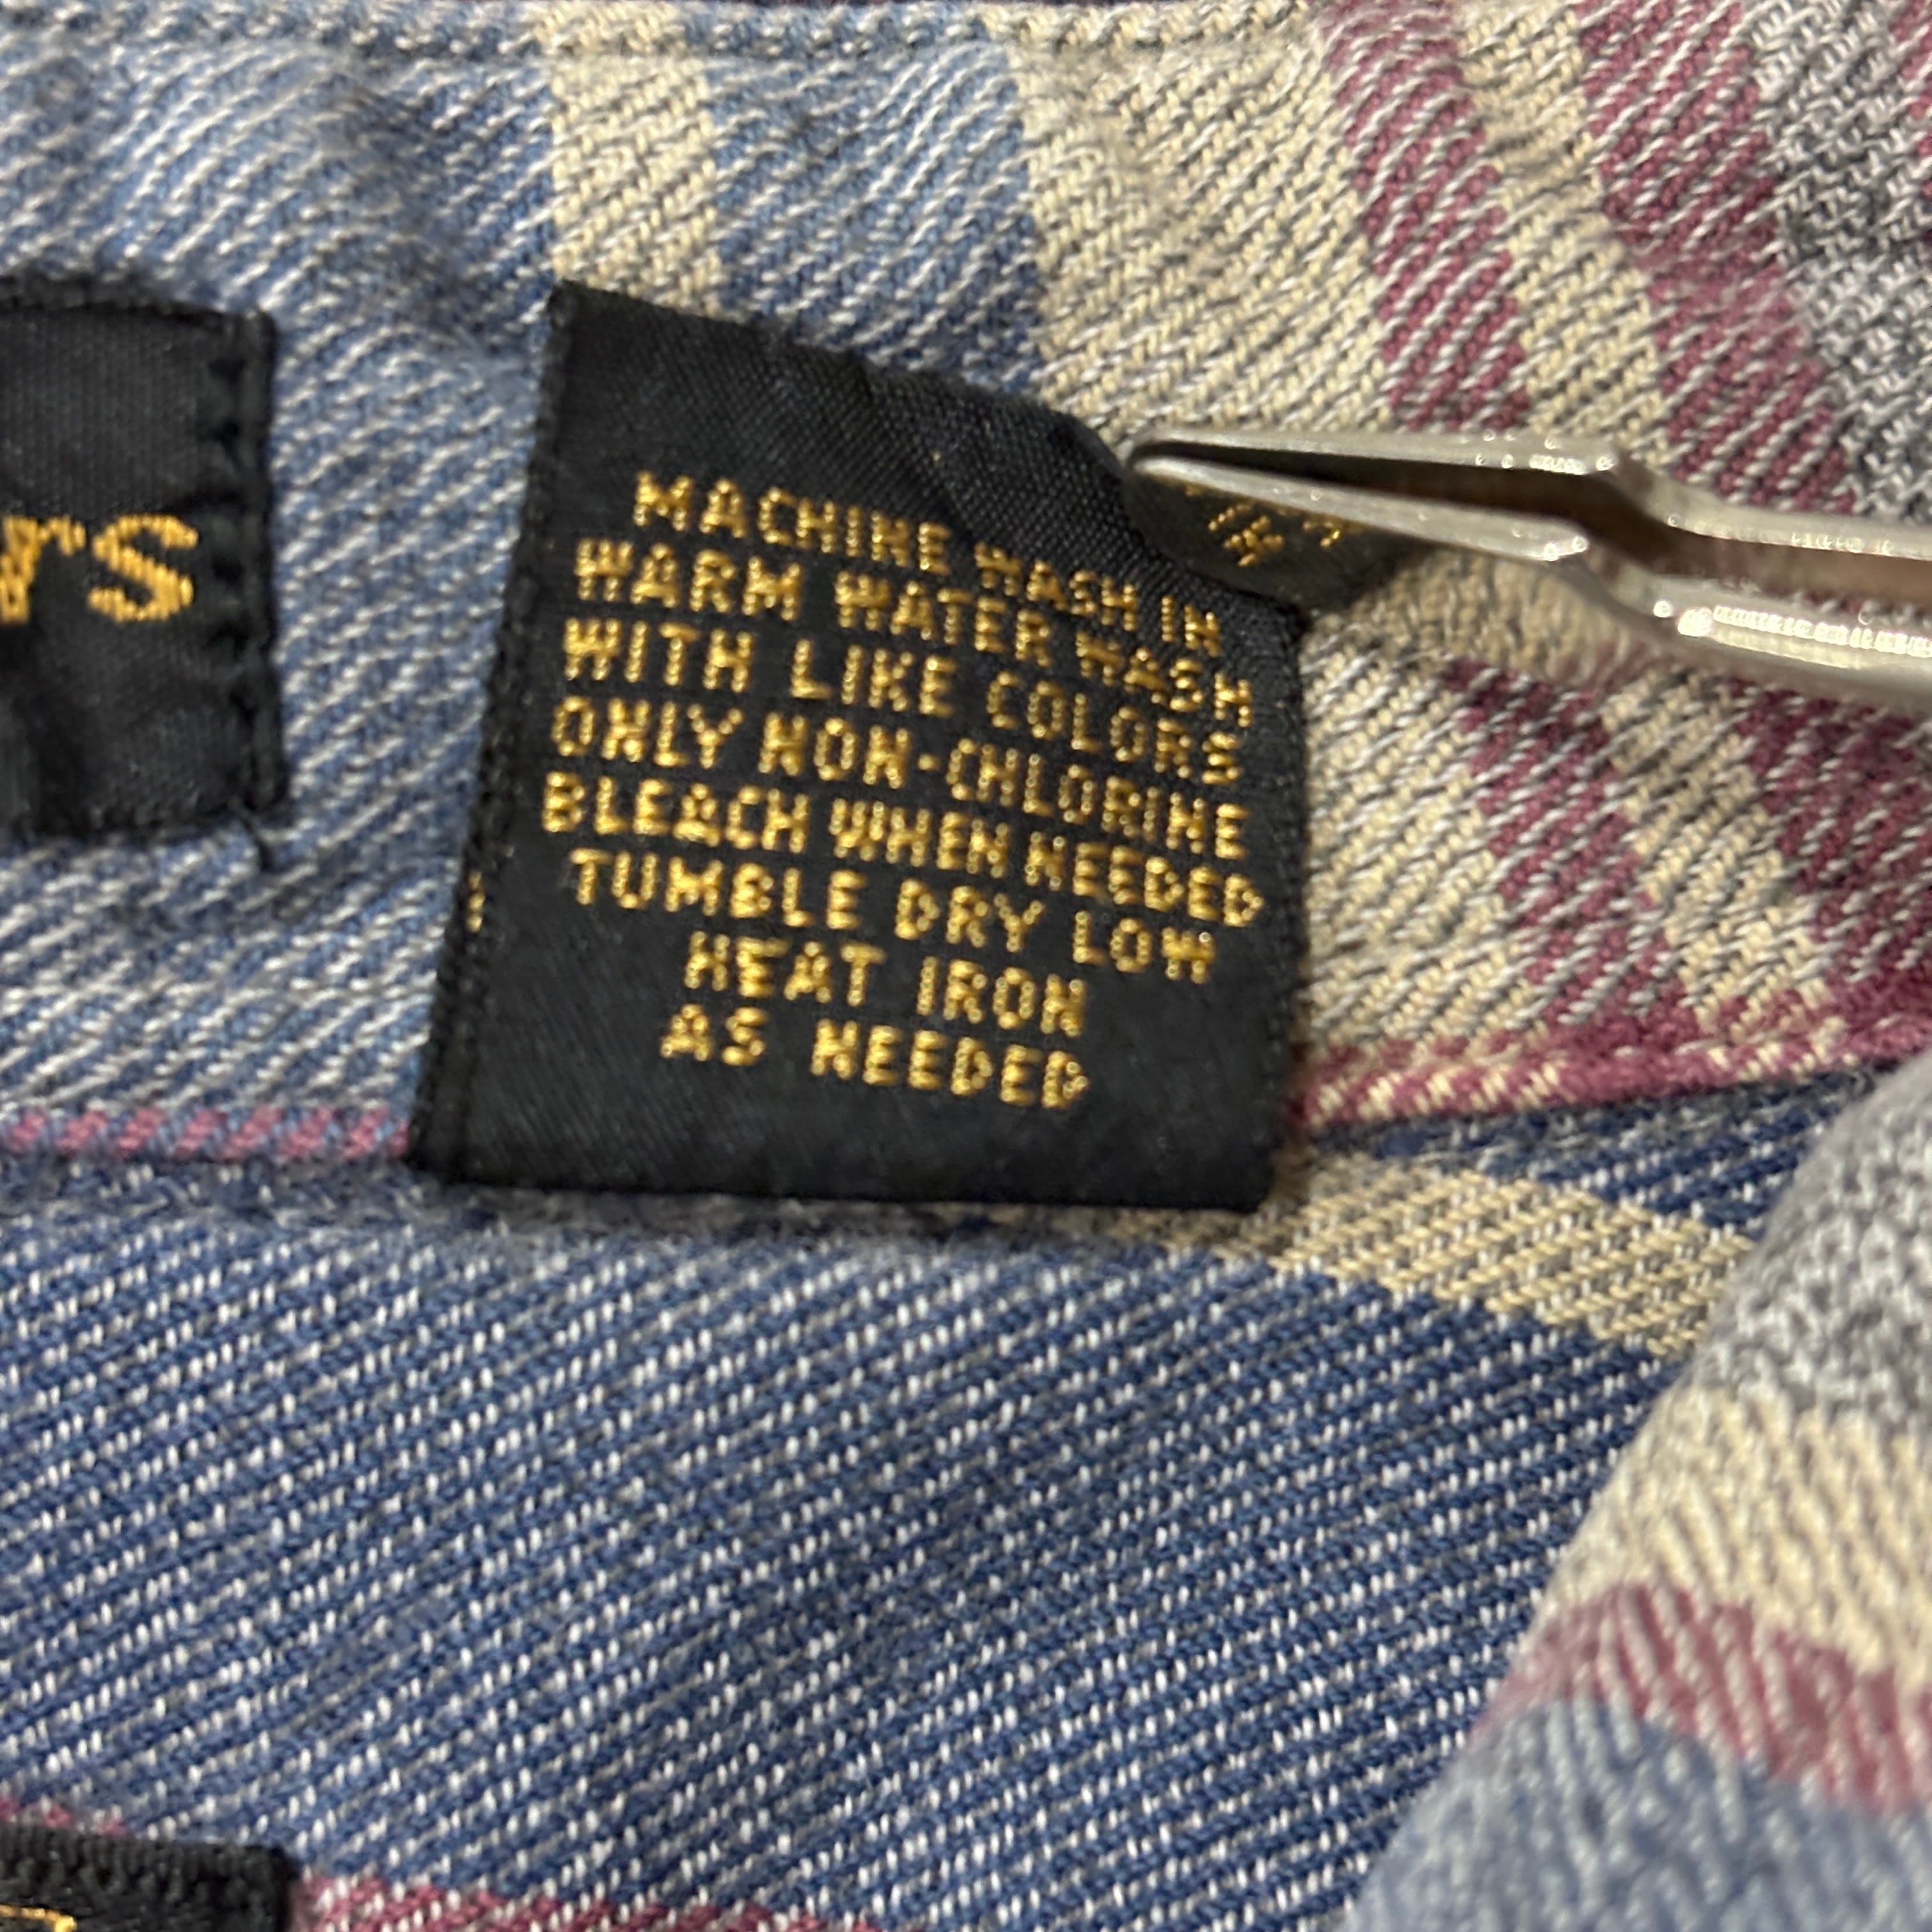 rs
MACHINE WASH IN
WARM WATER WASH
WITH LIKE COLORS
ONLY NON-CHLORINE
BLEACH WHEN NEEDED
TUMBLE DRY LOW
HEAT IRON
AS NEEDED